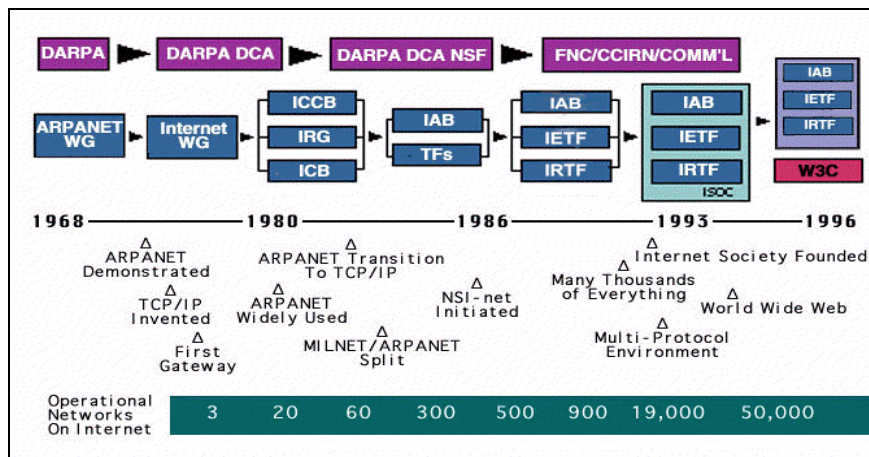 DARPA
DARPA DCA
DARPA DCA NSF
FNC/CCIRN/COMM'L
ARPANET
WG
Internet
WG
ICCB
IRG
ICB
IAB
TFs
IAB
IETF
IRTF
IAB
IETF
IRTF
ISOC
IAB
IETF
IRTF
W3C
1968
1980
1986
1993
1996
ARPANET
Demonstrated
TCP/IP
Invented
First
Gateway
ARPANET Transition
To TCP/IP
ARPANET
Widely Used
MILNET/ARPANET
Split
NSI-net
Initiated
Internet Society Founded
Many Thousands
of Everything
World Wide Web
Multi-Protocol
Environment
Operational
Networks
On Internet
3
20
60
300
500
900
19,000
50,000